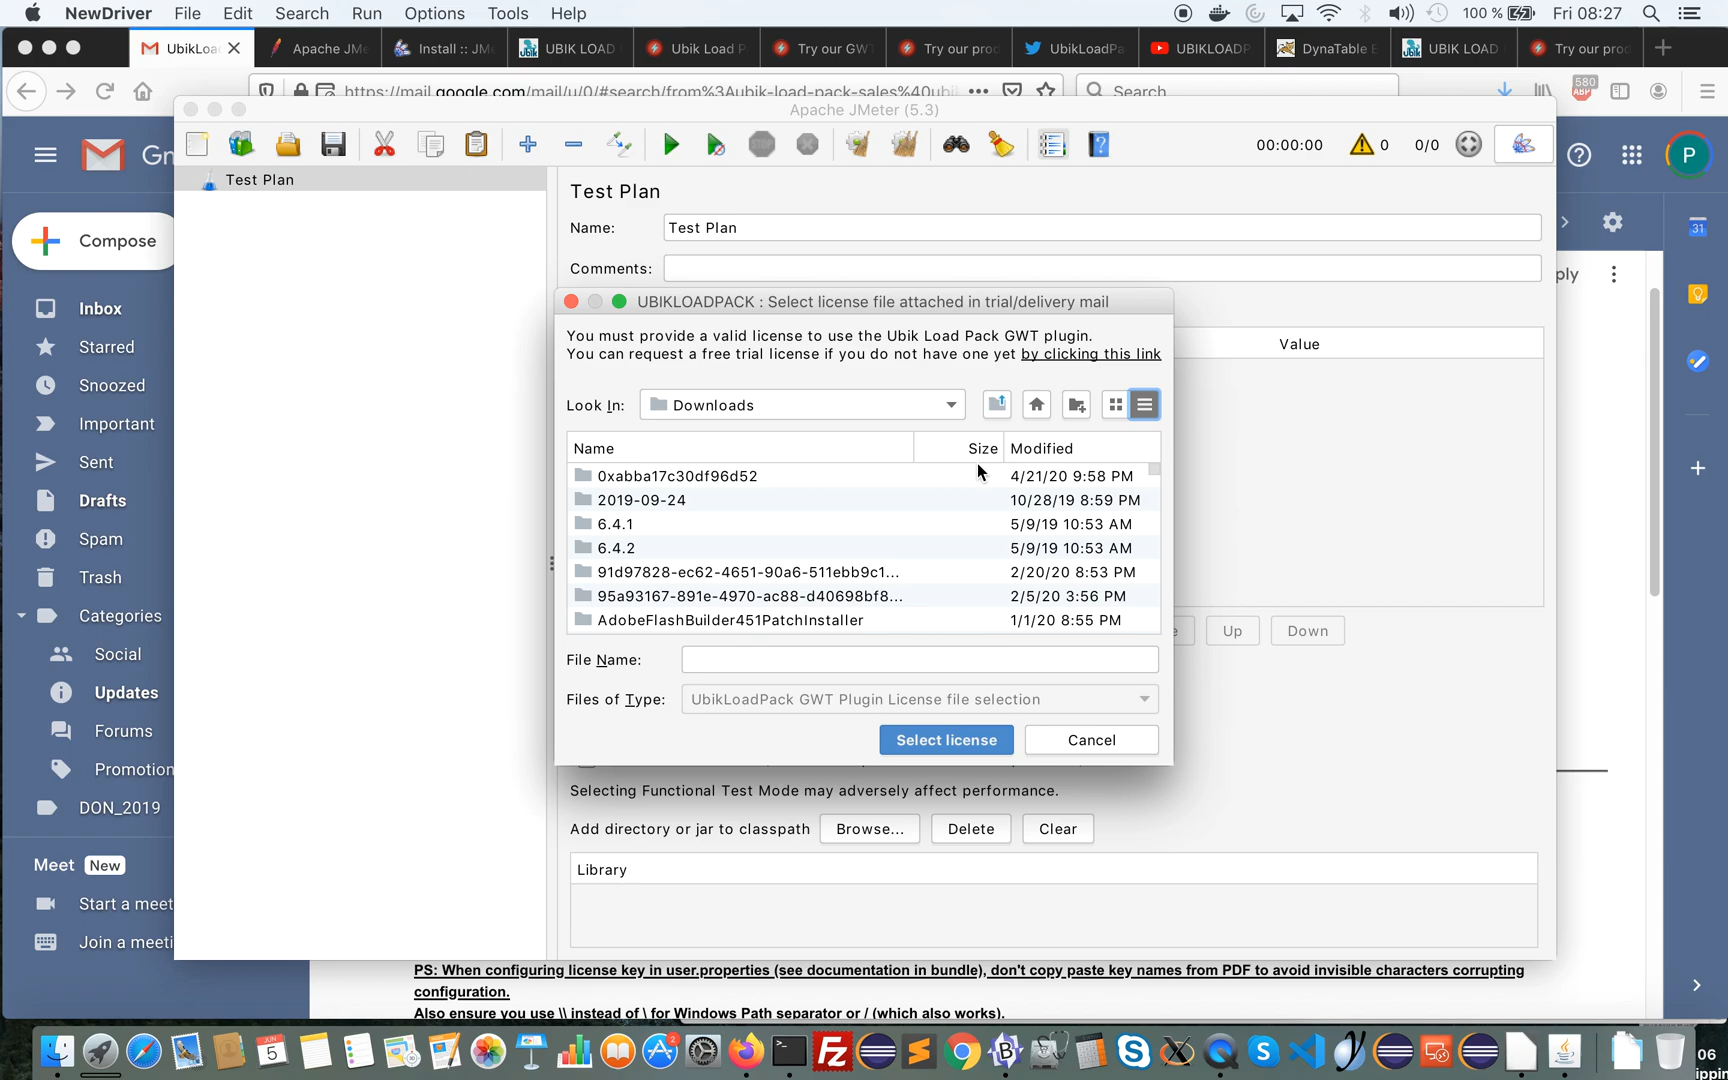 NewDriver File Edit Search Run Options Tools Help 100 % Fri 08:27
UbikLoa Apache JMe Install :: JMe UBIK LOAD Ubik Load P Try our GW Try our prod UbikLoadPa UBIKLOADP DynaTable E UBIK LOAD Try our prod
https://mail.google.com/mail/u/0/#search/from%3Aubik-load-pack-sales%40ubi Search 580 ABP
Apache JMeter (5.3)
00:00:00 0 0/0
STOP
Gm
P
Test Plan
Test Plan
Name: Test Plan
Comments:
Compose
31
ply
UBIKLOADPACK : Select license file attached in trial/delivery mail
You must provide a valid license to use the Ubik Load Pack GWT plugin.
You can request a free trial license if you do not have one yet by clicking this link
Value
Look In: Downloads
Name Size Modified
0xabba17c30df96d52 4/21/20 9:58 PM
2019-09-24 10/28/19 8:59 PM
6.4.1 5/9/19 10:53 AM
6.4.2 5/9/19 10:53 AM
91d97828-ec62-4651-90a6-511ebb9c1... 2/20/20 8:53 PM
95a93167-891e-4970-ac88-d40698bf8... 2/5/20 3:56 PM
AdobeFlashBuilder451PatchInstaller 1/1/20 8:55 PM
File Name:
Files of Type: UbikLoadPack GWT Plugin License file selection
Select license Cancel
e Up Down
Inbox
Starred
Snoozed
Important
Sent
Drafts
Spam
Trash
Categories
Social
Updates
Forums
Promotion
DON_2019
Meet New
Start a meet
Join a meeti
Selecting Functional Test Mode may adversely affect performance.
Add directory or jar to classpath Browse... Delete Clear
Library
PS: When configuring license key in user.properties (see documentation in bundle), don't copy paste key names from PDF to avoid invisible characters corrupting
configuration.
Also ensure you use \\ instead of \ for Windows Path separator or / (which also works).
JUN
5
2
06
ippin